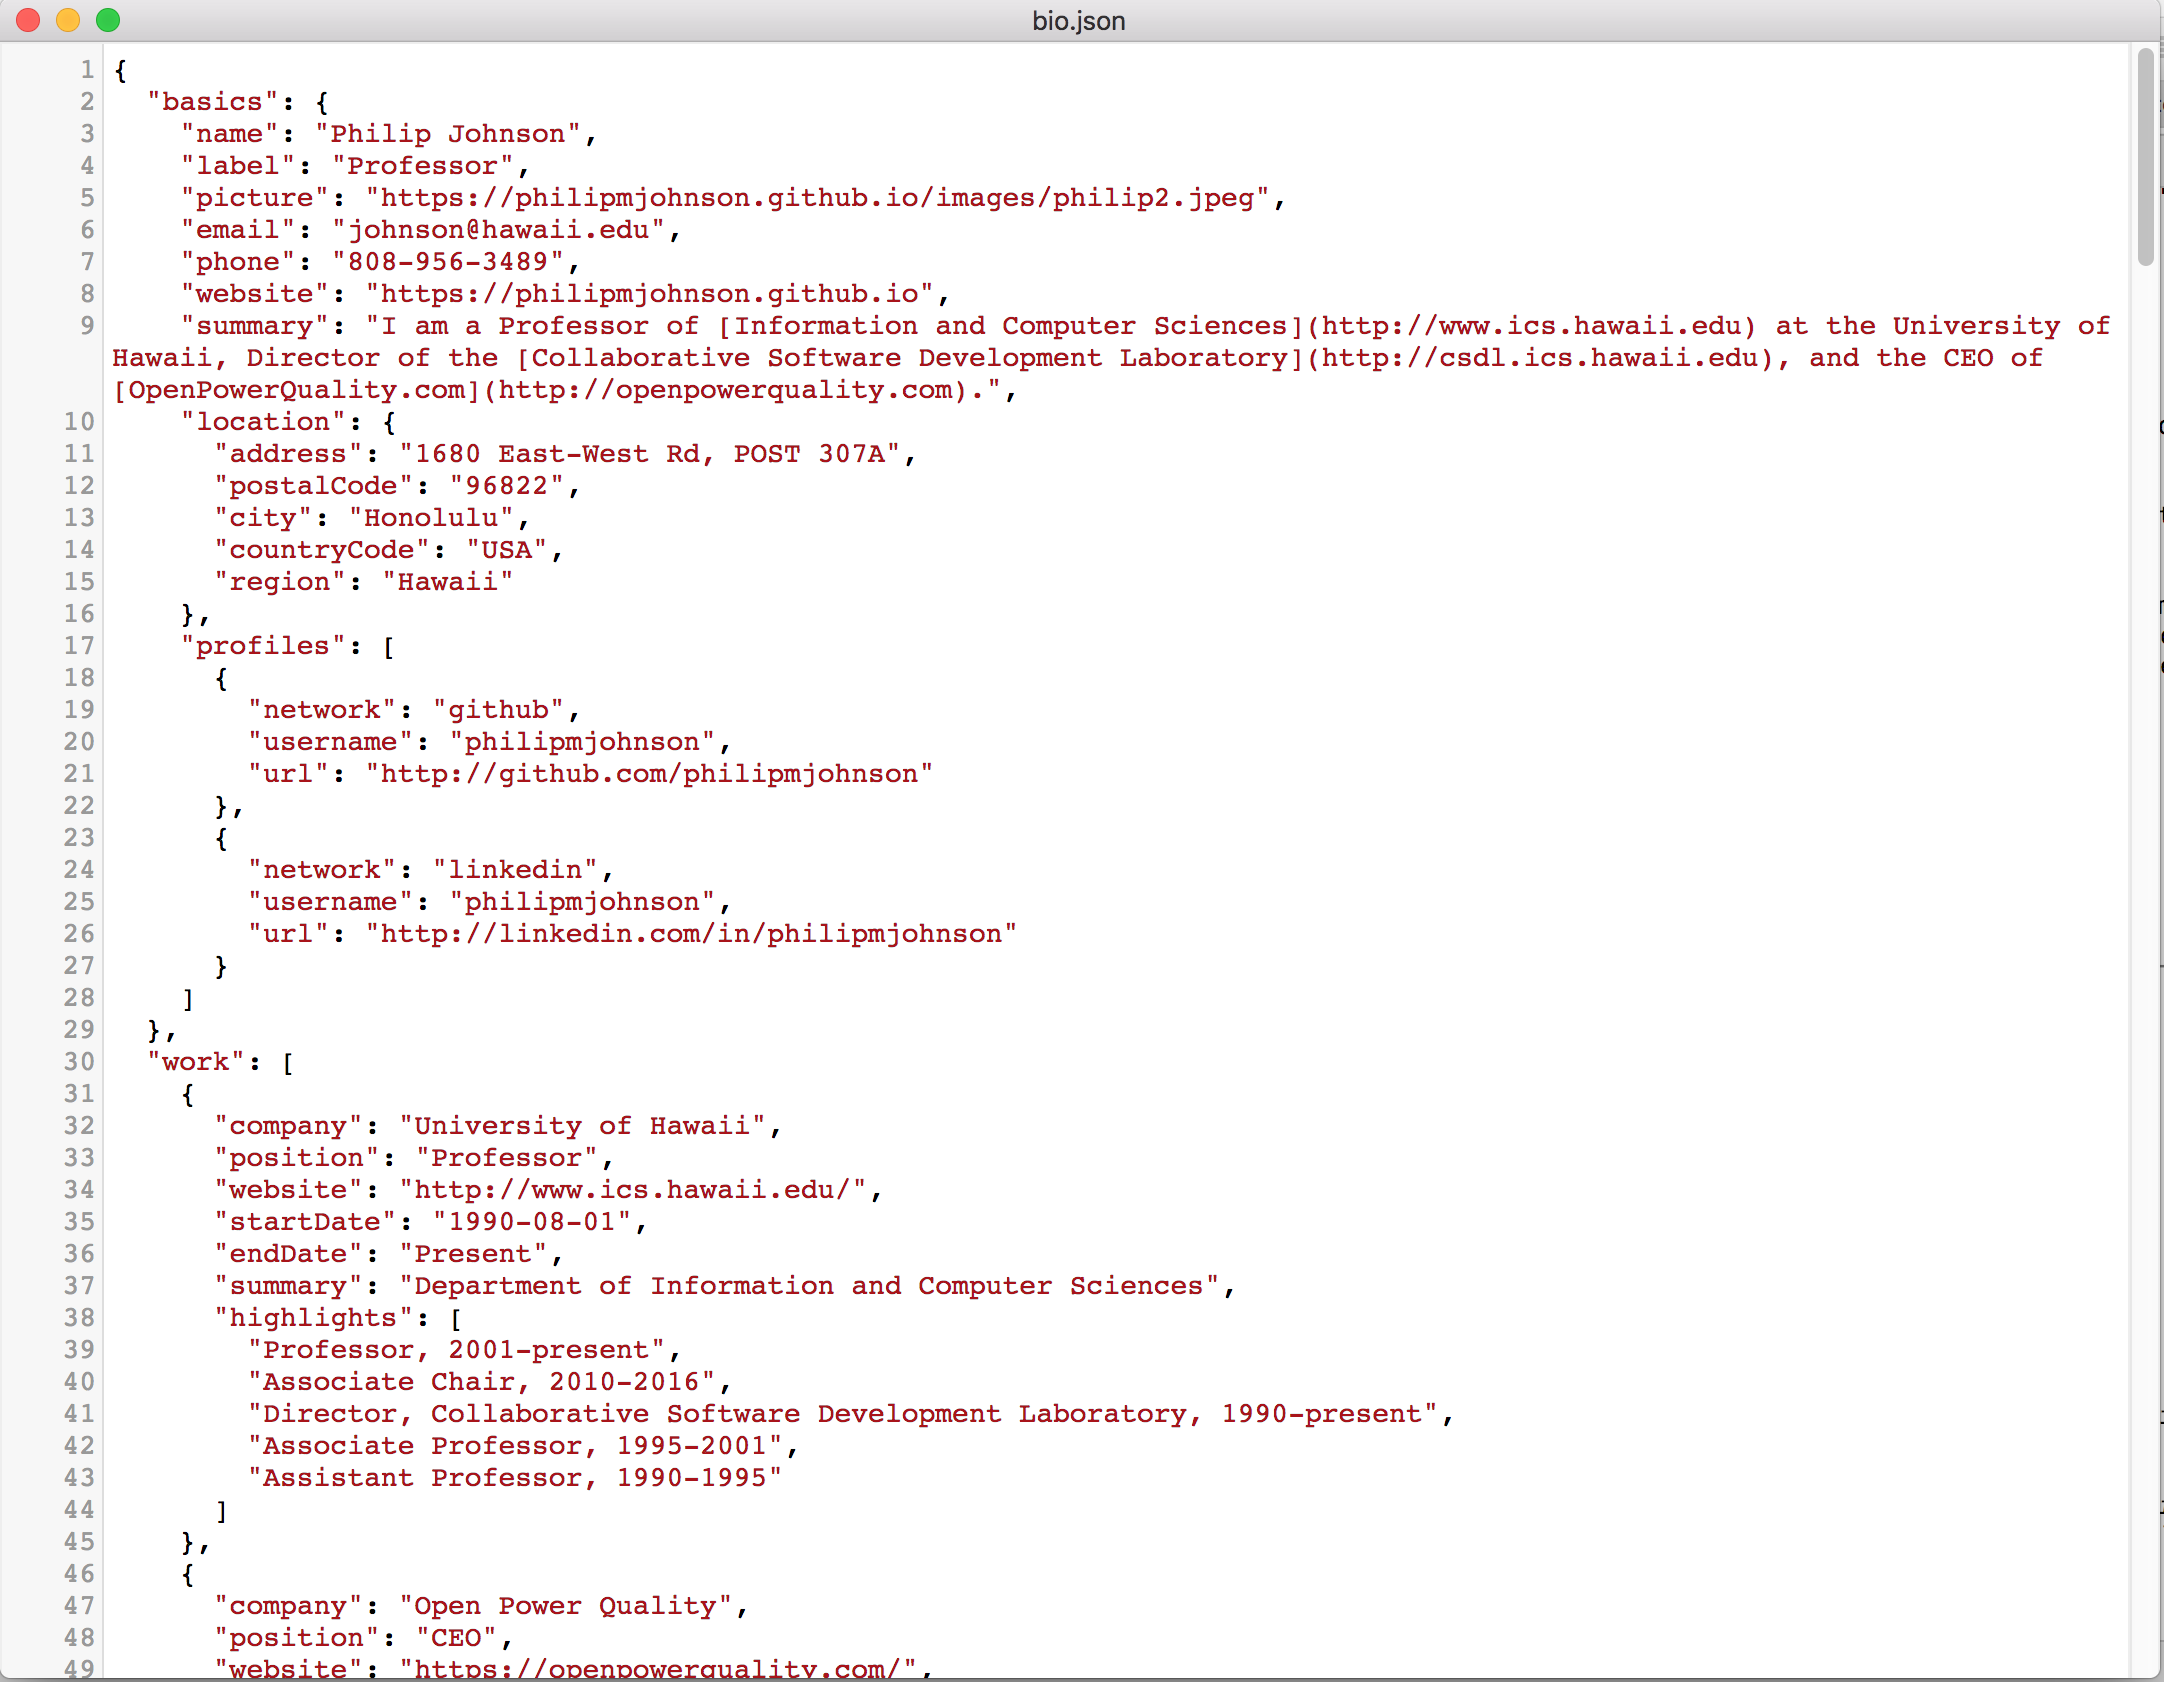 bio.json
1 {
2   "basics": {
3     "name": "Philip Johnson",
4     "label": "Professor",
5     "picture": "https://philipmjohnson.github.io/images/philip2.jpeg",
6     "email": "johnson@hawaii.edu",
7     "phone": "808-956-3489",
8     "website": "https://philipmjohnson.github.io",
9     "summary": "I am a Professor of [Information and Computer Sciences](http://www.ics.hawaii.edu) at the University of
Hawaii, Director of the [Collaborative Software Development Laboratory](http://csdl.ics.hawaii.edu), and the CEO of
[OpenPowerQuality.com](http://openpowerquality.com).",
10     "location": {
11       "address": "1680 East-West Rd, POST 307A",
12       "postalCode": "96822",
13       "city": "Honolulu",
14       "countryCode": "USA",
15       "region": "Hawaii"
16     },
17     "profiles": [
18       {
19         "network": "github",
20         "username": "philipmjohnson",
21         "url": "http://github.com/philipmjohnson"
22       },
23       {
24         "network": "linkedin",
25         "username": "philipmjohnson",
26         "url": "http://linkedin.com/in/philipmjohnson"
27       }
28     ]
29   },
30   "work": [
31     {
32       "company": "University of Hawaii",
33       "position": "Professor",
34       "website": "http://www.ics.hawaii.edu/",
35       "startDate": "1990-08-01",
36       "endDate": "Present",
37       "summary": "Department of Information and Computer Sciences",
38       "highlights": [
39         "Professor, 2001-present",
40         "Associate Chair, 2010-2016",
41         "Director, Collaborative Software Development Laboratory, 1990-present",
42         "Associate Professor, 1995-2001",
43         "Assistant Professor, 1990-1995"
44       ]
45     },
46     {
47       "company": "Open Power Quality",
48       "position": "CEO",
49       "website": "https://openpowerquality.com/",